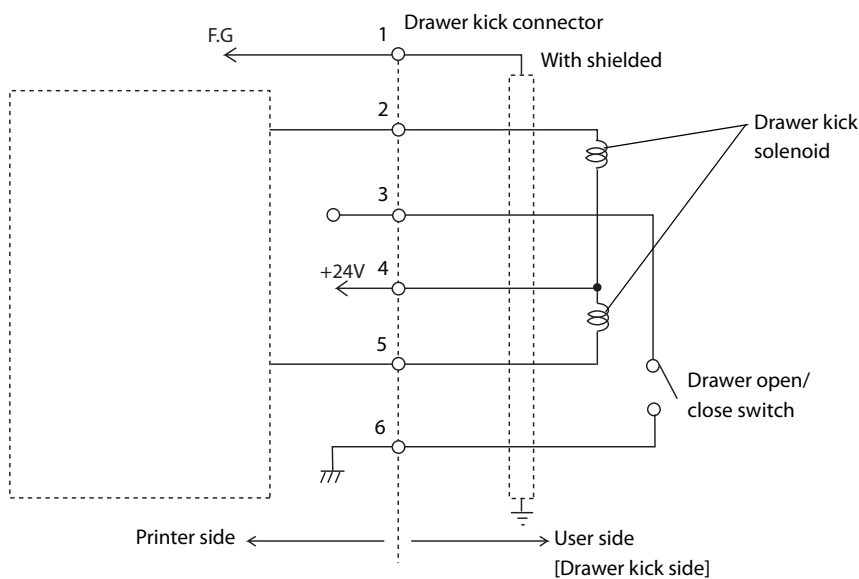 Drawer kick connector
F.G
1
With shielded
2
Drawer kick
solenoid
3
+24V
4
5
Drawer open/
close switch
6
Printer side
User side
[Drawer kick side]